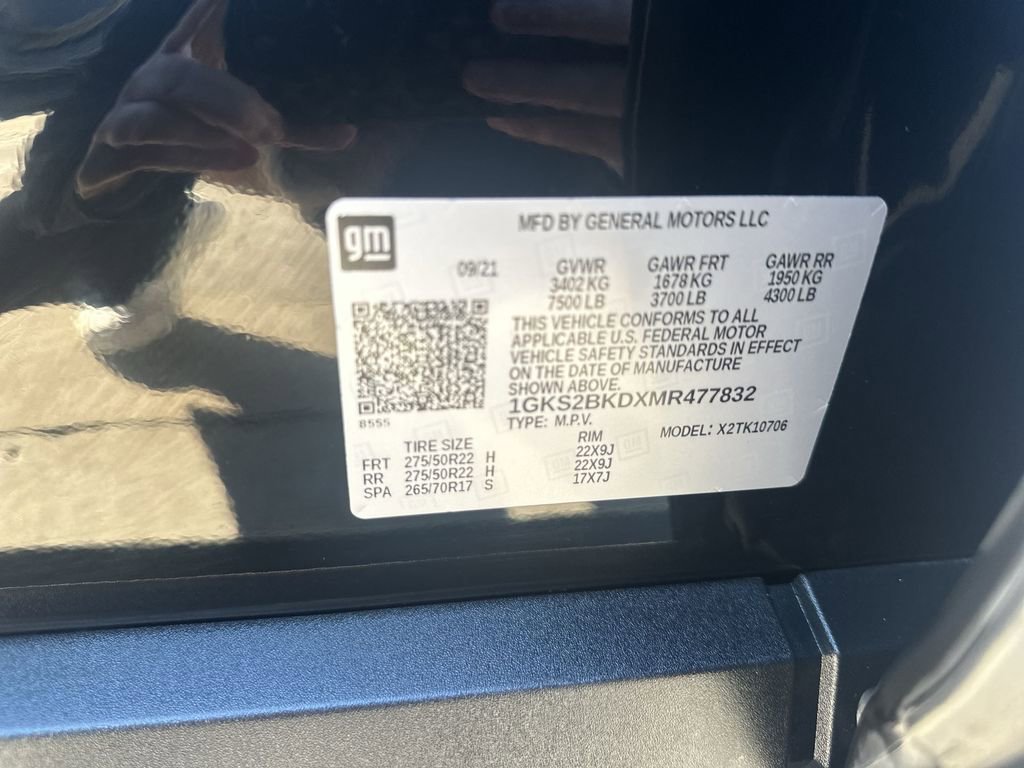 gm
MFD BY GENERAL MOTORS LLC
09/21
GVWR GAWR FRT GAWR RR
3402 KG 1678 KG 1950 KG
7500 LB 3700 LB 4300 LB
THIS VEHICLE CONFORMS TO ALL
APPLICABLE U.S. FEDERAL MOTOR
VEHICLE SAFETY STANDARDS IN EFFECT
ON THE DATE OF MANUFACTURE
SHOWN ABOVE.
1GKS2BKDXMR477832
8555
TYPE: M.P.V. MODEL: X2TK10706
TIRE SIZE RIM
FRT 275/50R22 H 22X9J
RR 275/50R22 H 22X9J
SPA 265/70R17 S 17X7J